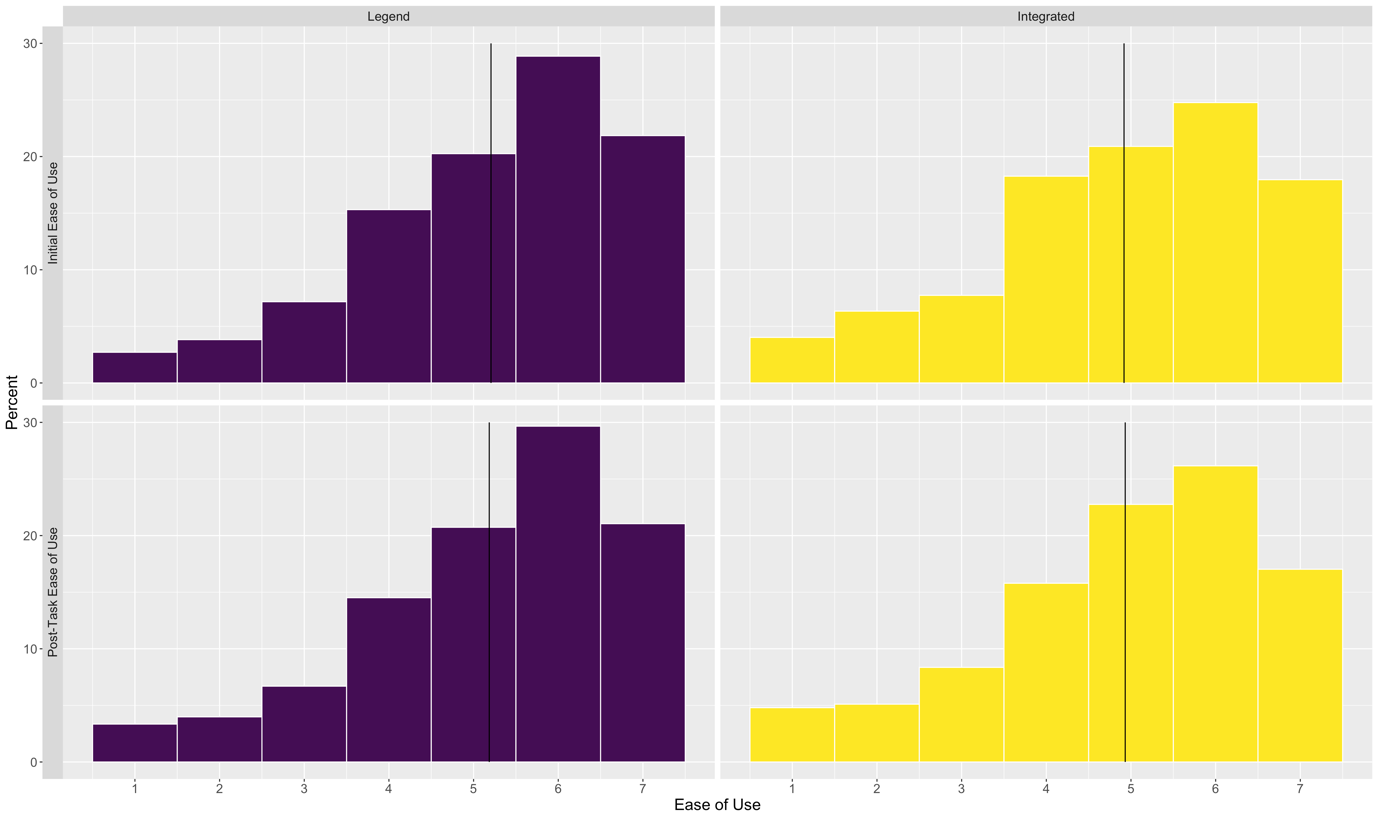 Legend
Integrated
Initial Ease of Use
30
20
10
0
Percent
Post-Task Ease of Use
30
20
10
0
1 2 3 4 5 6 7
1 2 3 4 5 6 7
Ease of Use